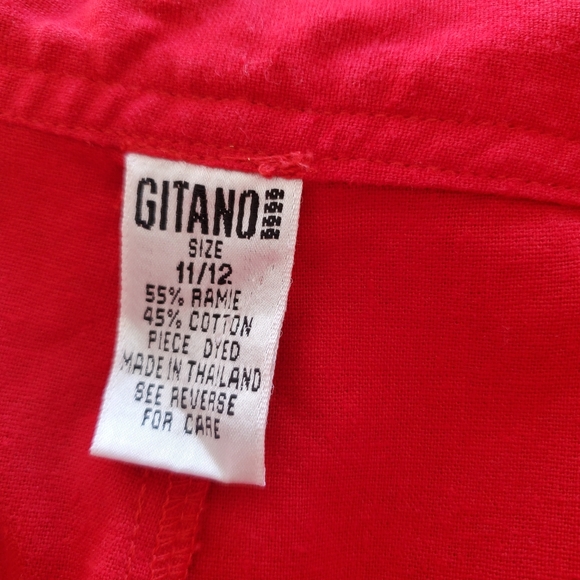 GITANO
SIZE
11/12
55% RAMIE
45% COTTON
PIECE DYED
MADE IN THAILAND
SEE REVERSE
FOR CARE